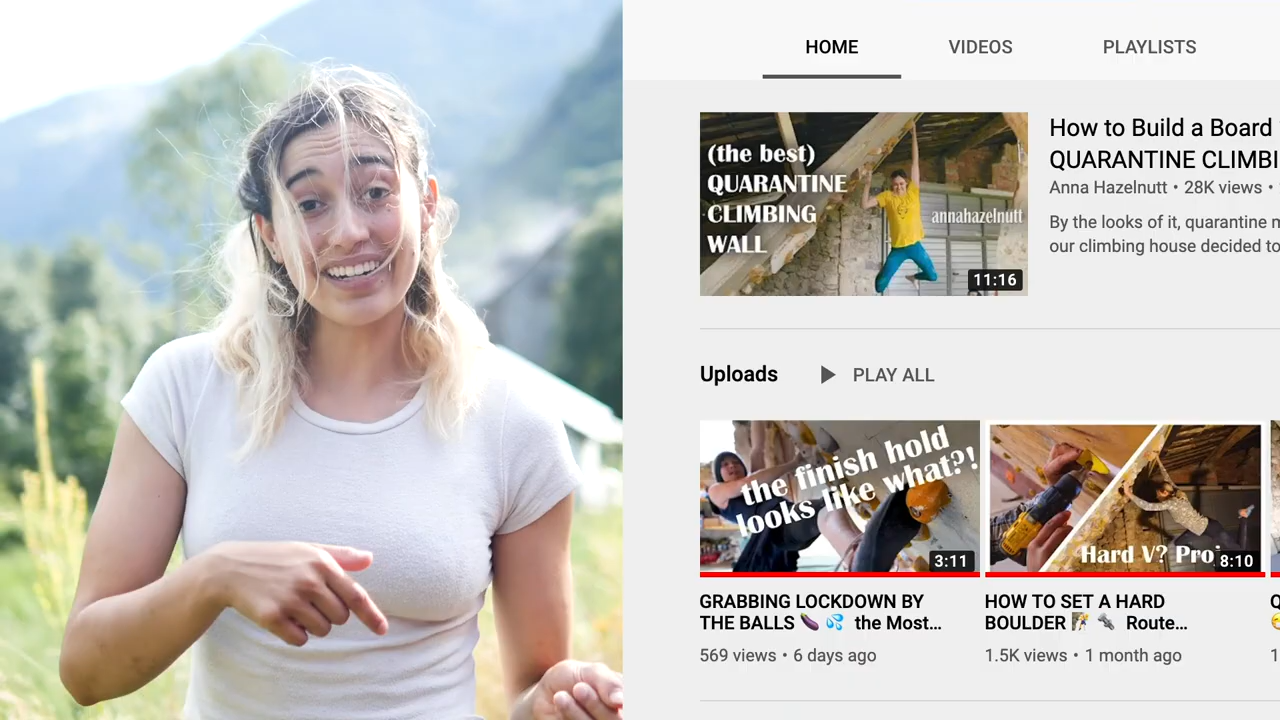 HOME VIDEOS PLAYLISTS
(the best)
QUARANTINE
CLIMBING
WALL
annahazelnutt
11:16
How to Build a Board
QUARANTINE CLIMBI
Anna Hazelnutt • 28K views •
By the looks of it, quarantine
our climbing house decided to
Uploads PLAY ALL
the finish hold
looks like what?!
3:11
GRABBING LOCKDOWN BY
THE BALLS 🍆 💦 the Most...
569 views • 6 days ago
Hard V? Proj
8:10
HOW TO SET A HARD
BOULDER 🧗 🔩 Route...
1.5K views • 1 month ago